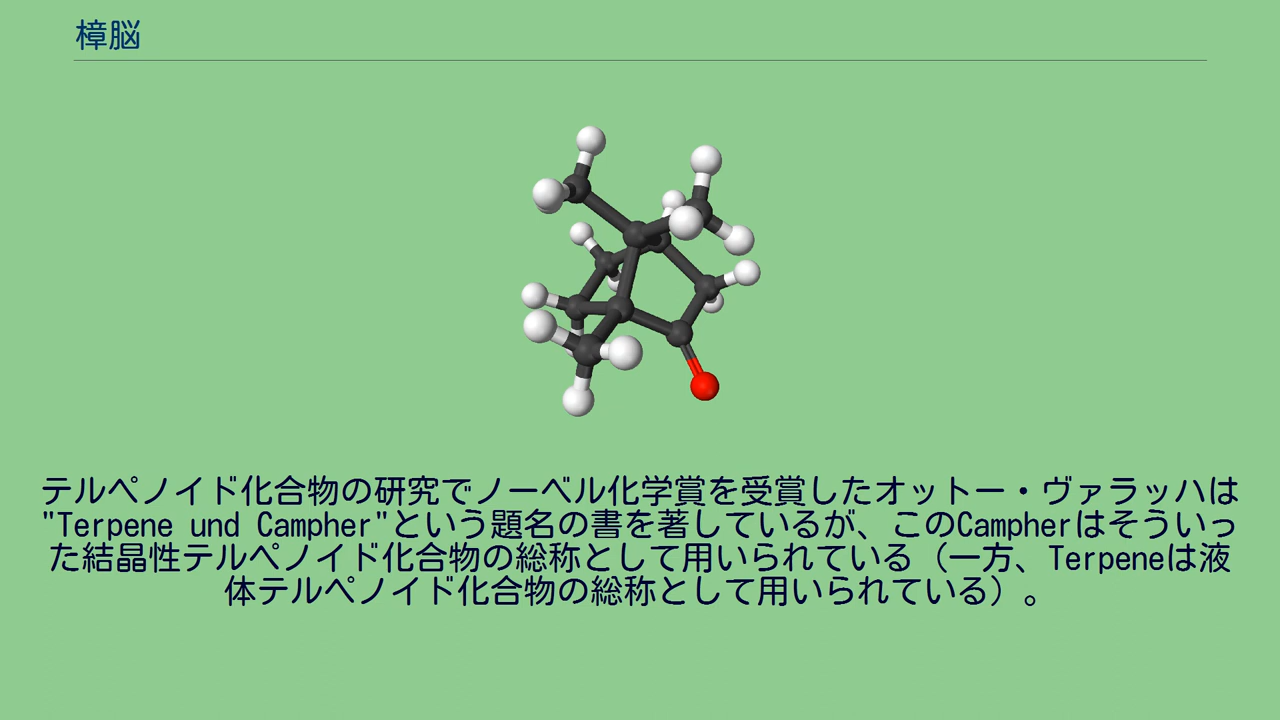 樟脳
テルペノイド化合物の研究でノーベル化学賞を受賞したオットー・ヴァラッハは
"Terpene und Campher"という題名の書を著しているが、このCampherはそういっ
た結晶性テルペノイド化合物の総称として用いられている（一方、Terpeneは液
体テルペノイド化合物の総称として用いられている）。